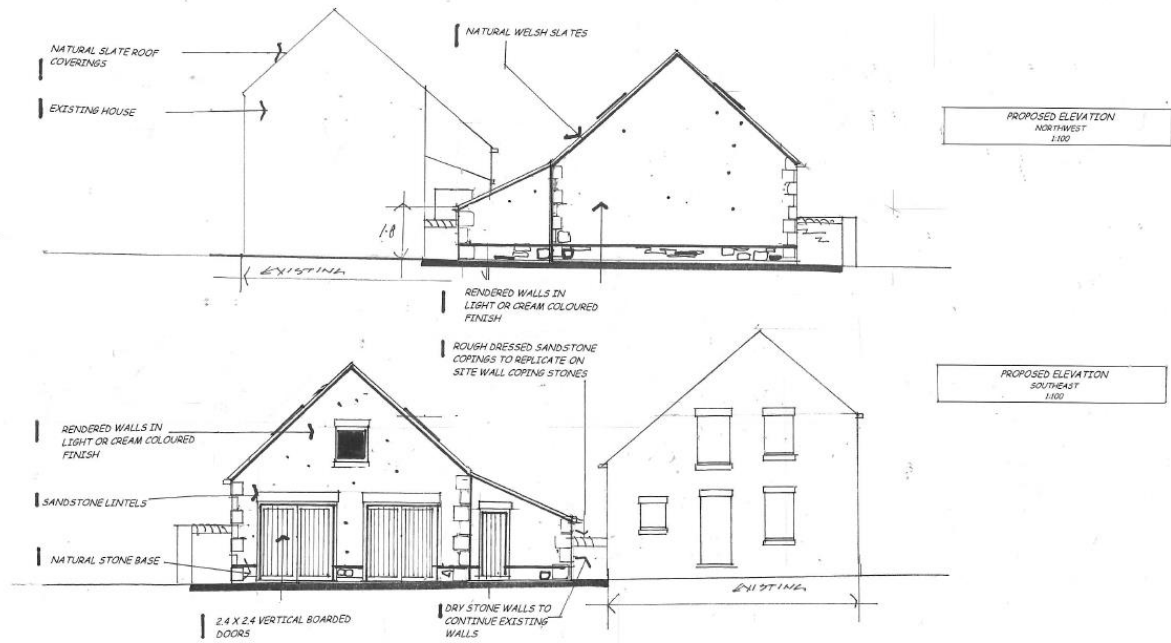 NATURAL SLATE ROOF
COVERINGS
EXISTING HOUSE
NATURAL WELSH SLATES
PROPOSED ELEVATION
NORTHWEST
1:100
1·8
EXISTING
RENDERED WALLS IN
LIGHT OR CREAM COLOURED
FINISH
ROUGH DRESSED SANDSTONE
COPINGS TO REPLICATE ON
SITE WALL COPING STONES
PROPOSED ELEVATION
SOUTHEAST
1:100
RENDERED WALLS IN
LIGHT OR CREAM COLOURED
FINISH
SANDSTONE LINTELS
NATURAL STONE BASE
EXISTING
2.4 X 2.4 VERTICAL BOARDED
DOORS
DRY STONE WALLS TO
CONTINUE EXISTING
WALLS